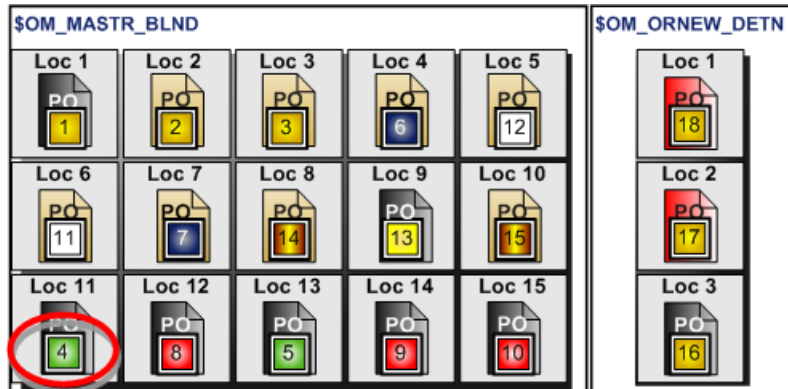 $OM_MASTR_BLND
Loc 1 Loc 2 Loc 3 Loc 4 Loc 5
PO PO PO PO PO
1 2 3 6 12
Loc 6 Loc 7 Loc 8 Loc 9 Loc 10
PO PO PO PO PO
11 7 14 13 15
Loc 11 Loc 12 Loc 13 Loc 14 Loc 15
PO PO PO PO PO
4 8 5 9 10
$OM_ORNEW_DETN
Loc 1
PO
18
Loc 2
PO
17
Loc 3
PO
16